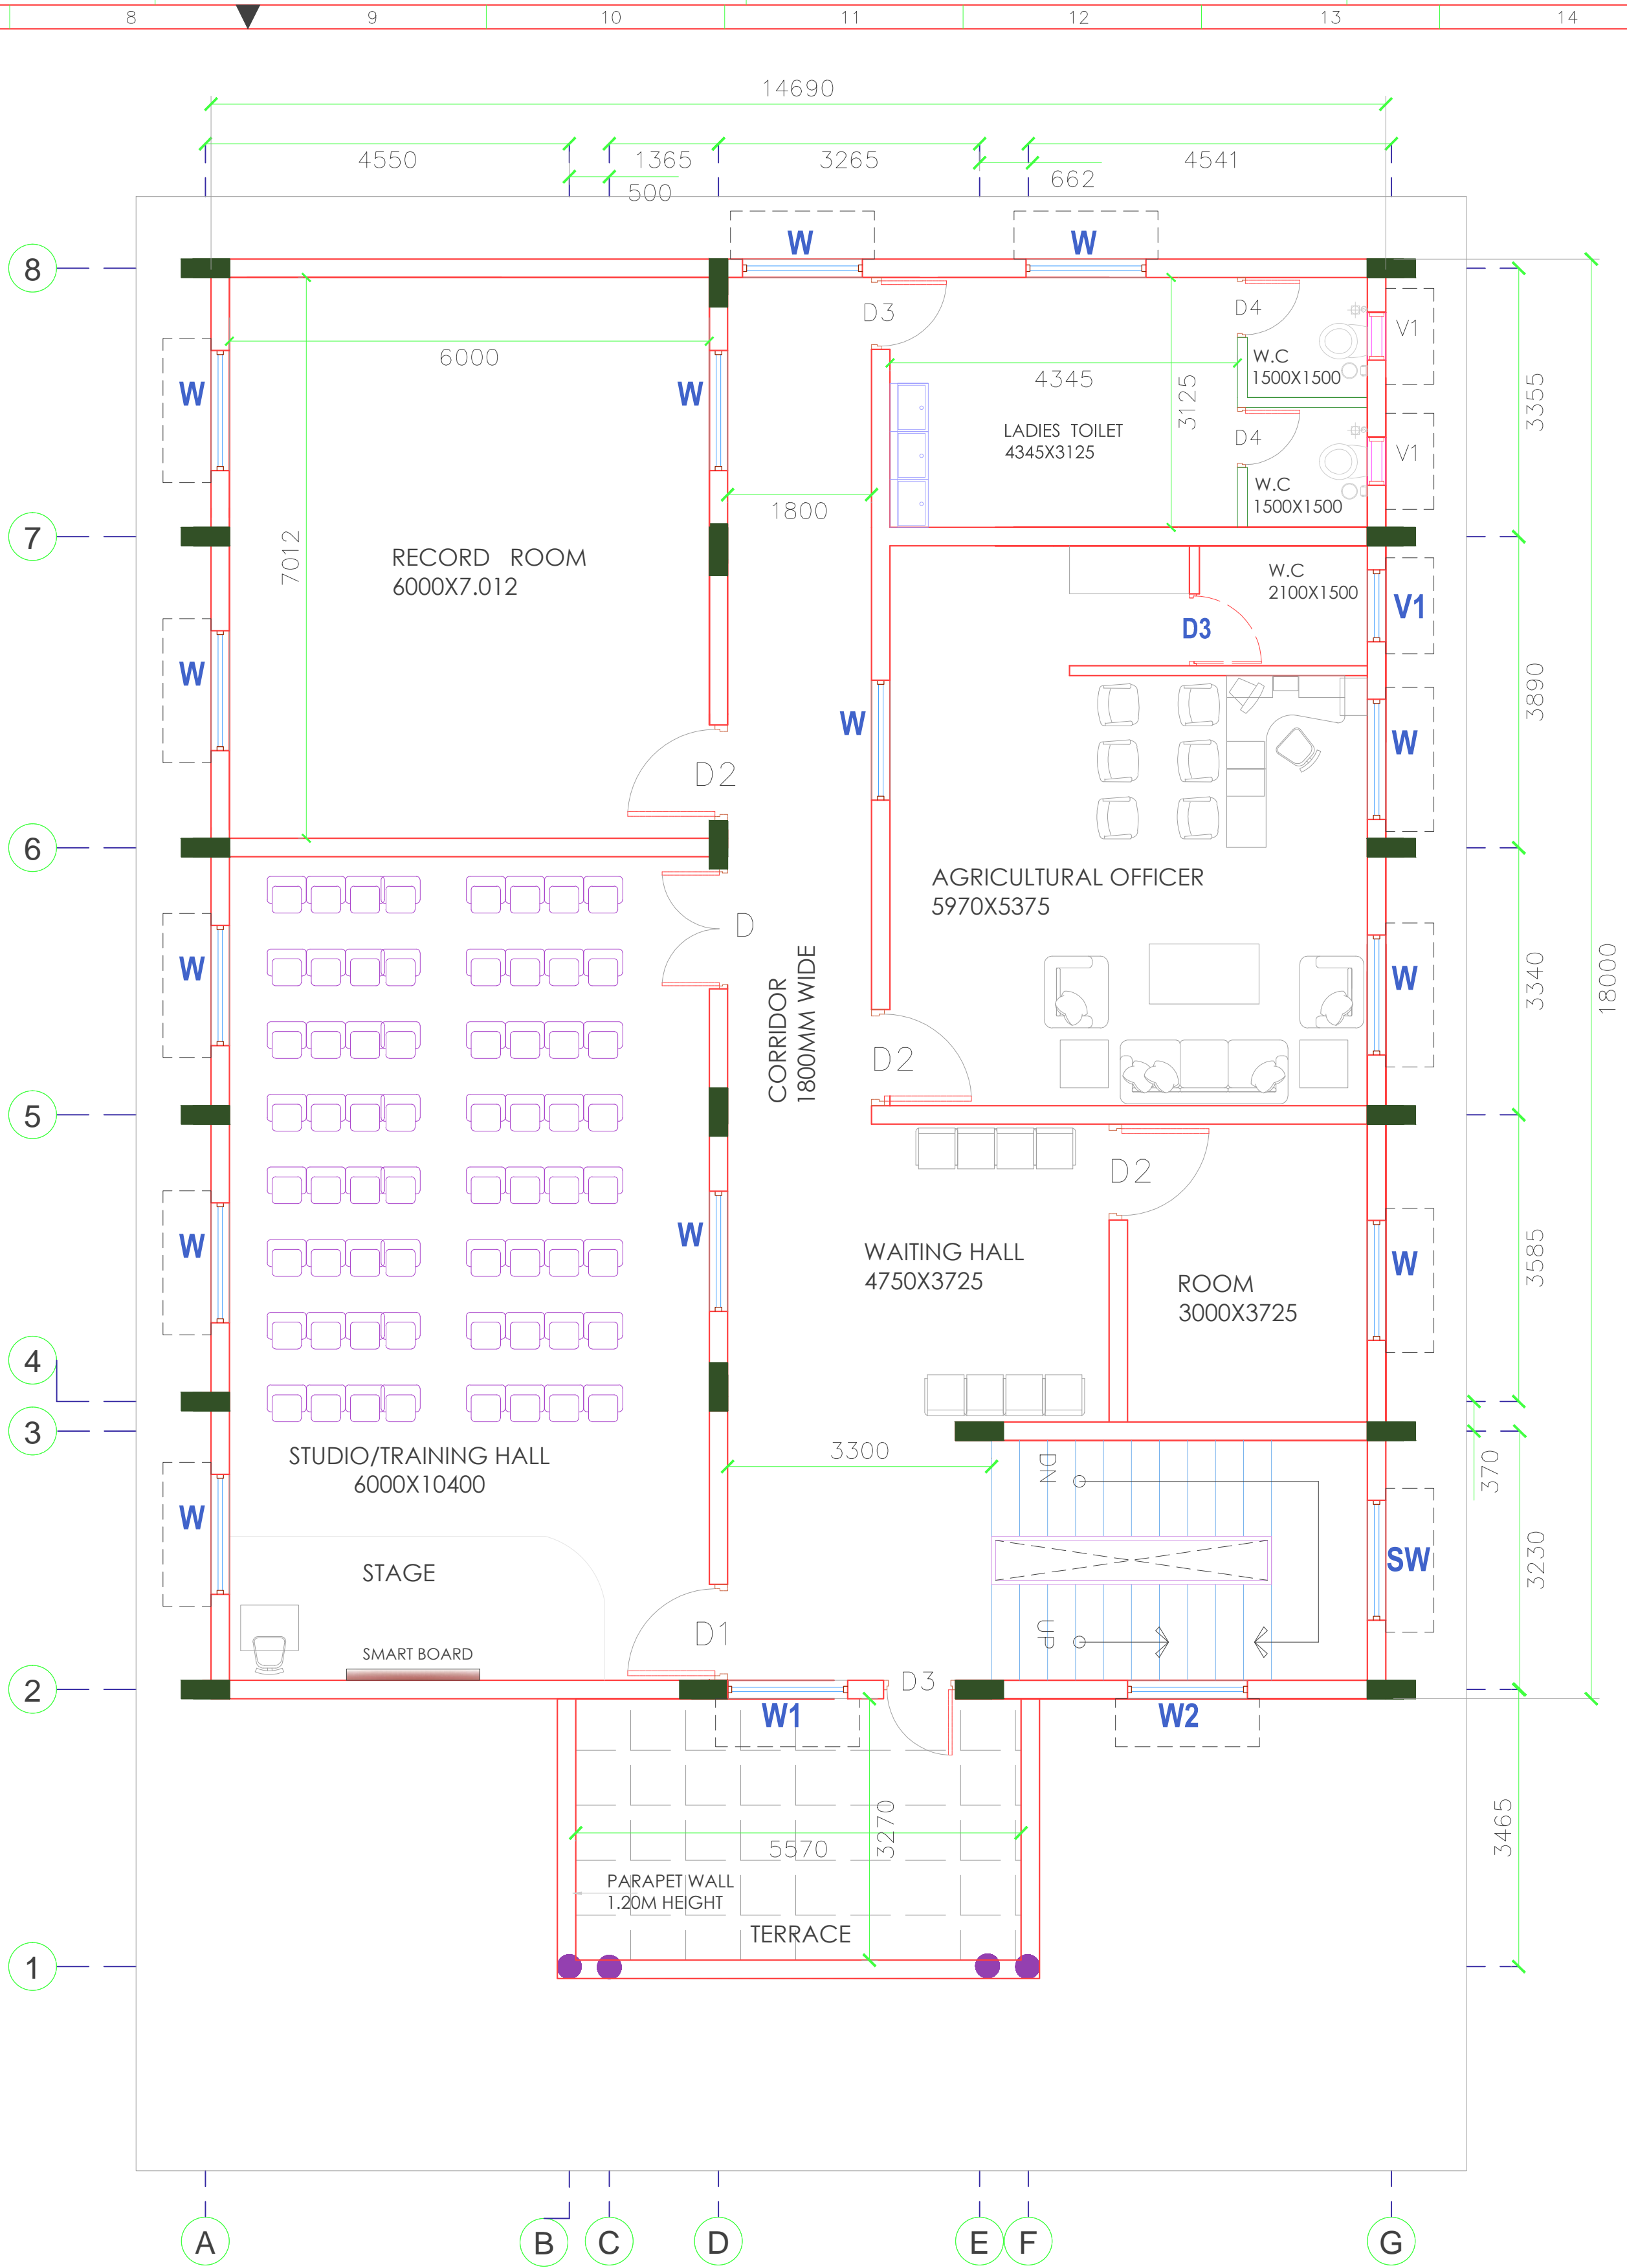 8 9 10 11 12 13 14
14690
4550 1365 3265 4541
500 662
W W
8
D3 D4 V1
W.C
1500X1500
6000 4345 3125 3355
W W
LADIES TOILET
4345X3125
D4 V1
W.C
1500X1500
1800
7
7012
RECORD ROOM
6000X7.012
W.C
2100X1500
V1
D3
W
3890
W W
D2
6
AGRICULTURAL OFFICER
5970X5375
D
W W
3340
18000
CORRIDOR
1800MM WIDE
D2
5
D2
W W
WAITING HALL
4750X3725
W
3585
ROOM
3000X3725
4
3
STUDIO/TRAINING HALL
6000X10400
3300
DN
370
W
SW
3230
STAGE
D1
UP
SMART BOARD
2
D3
W1 W2
5570
3270
3465
PARAPET WALL
1.20M HEIGHT
TERRACE
1
A B C D E F G